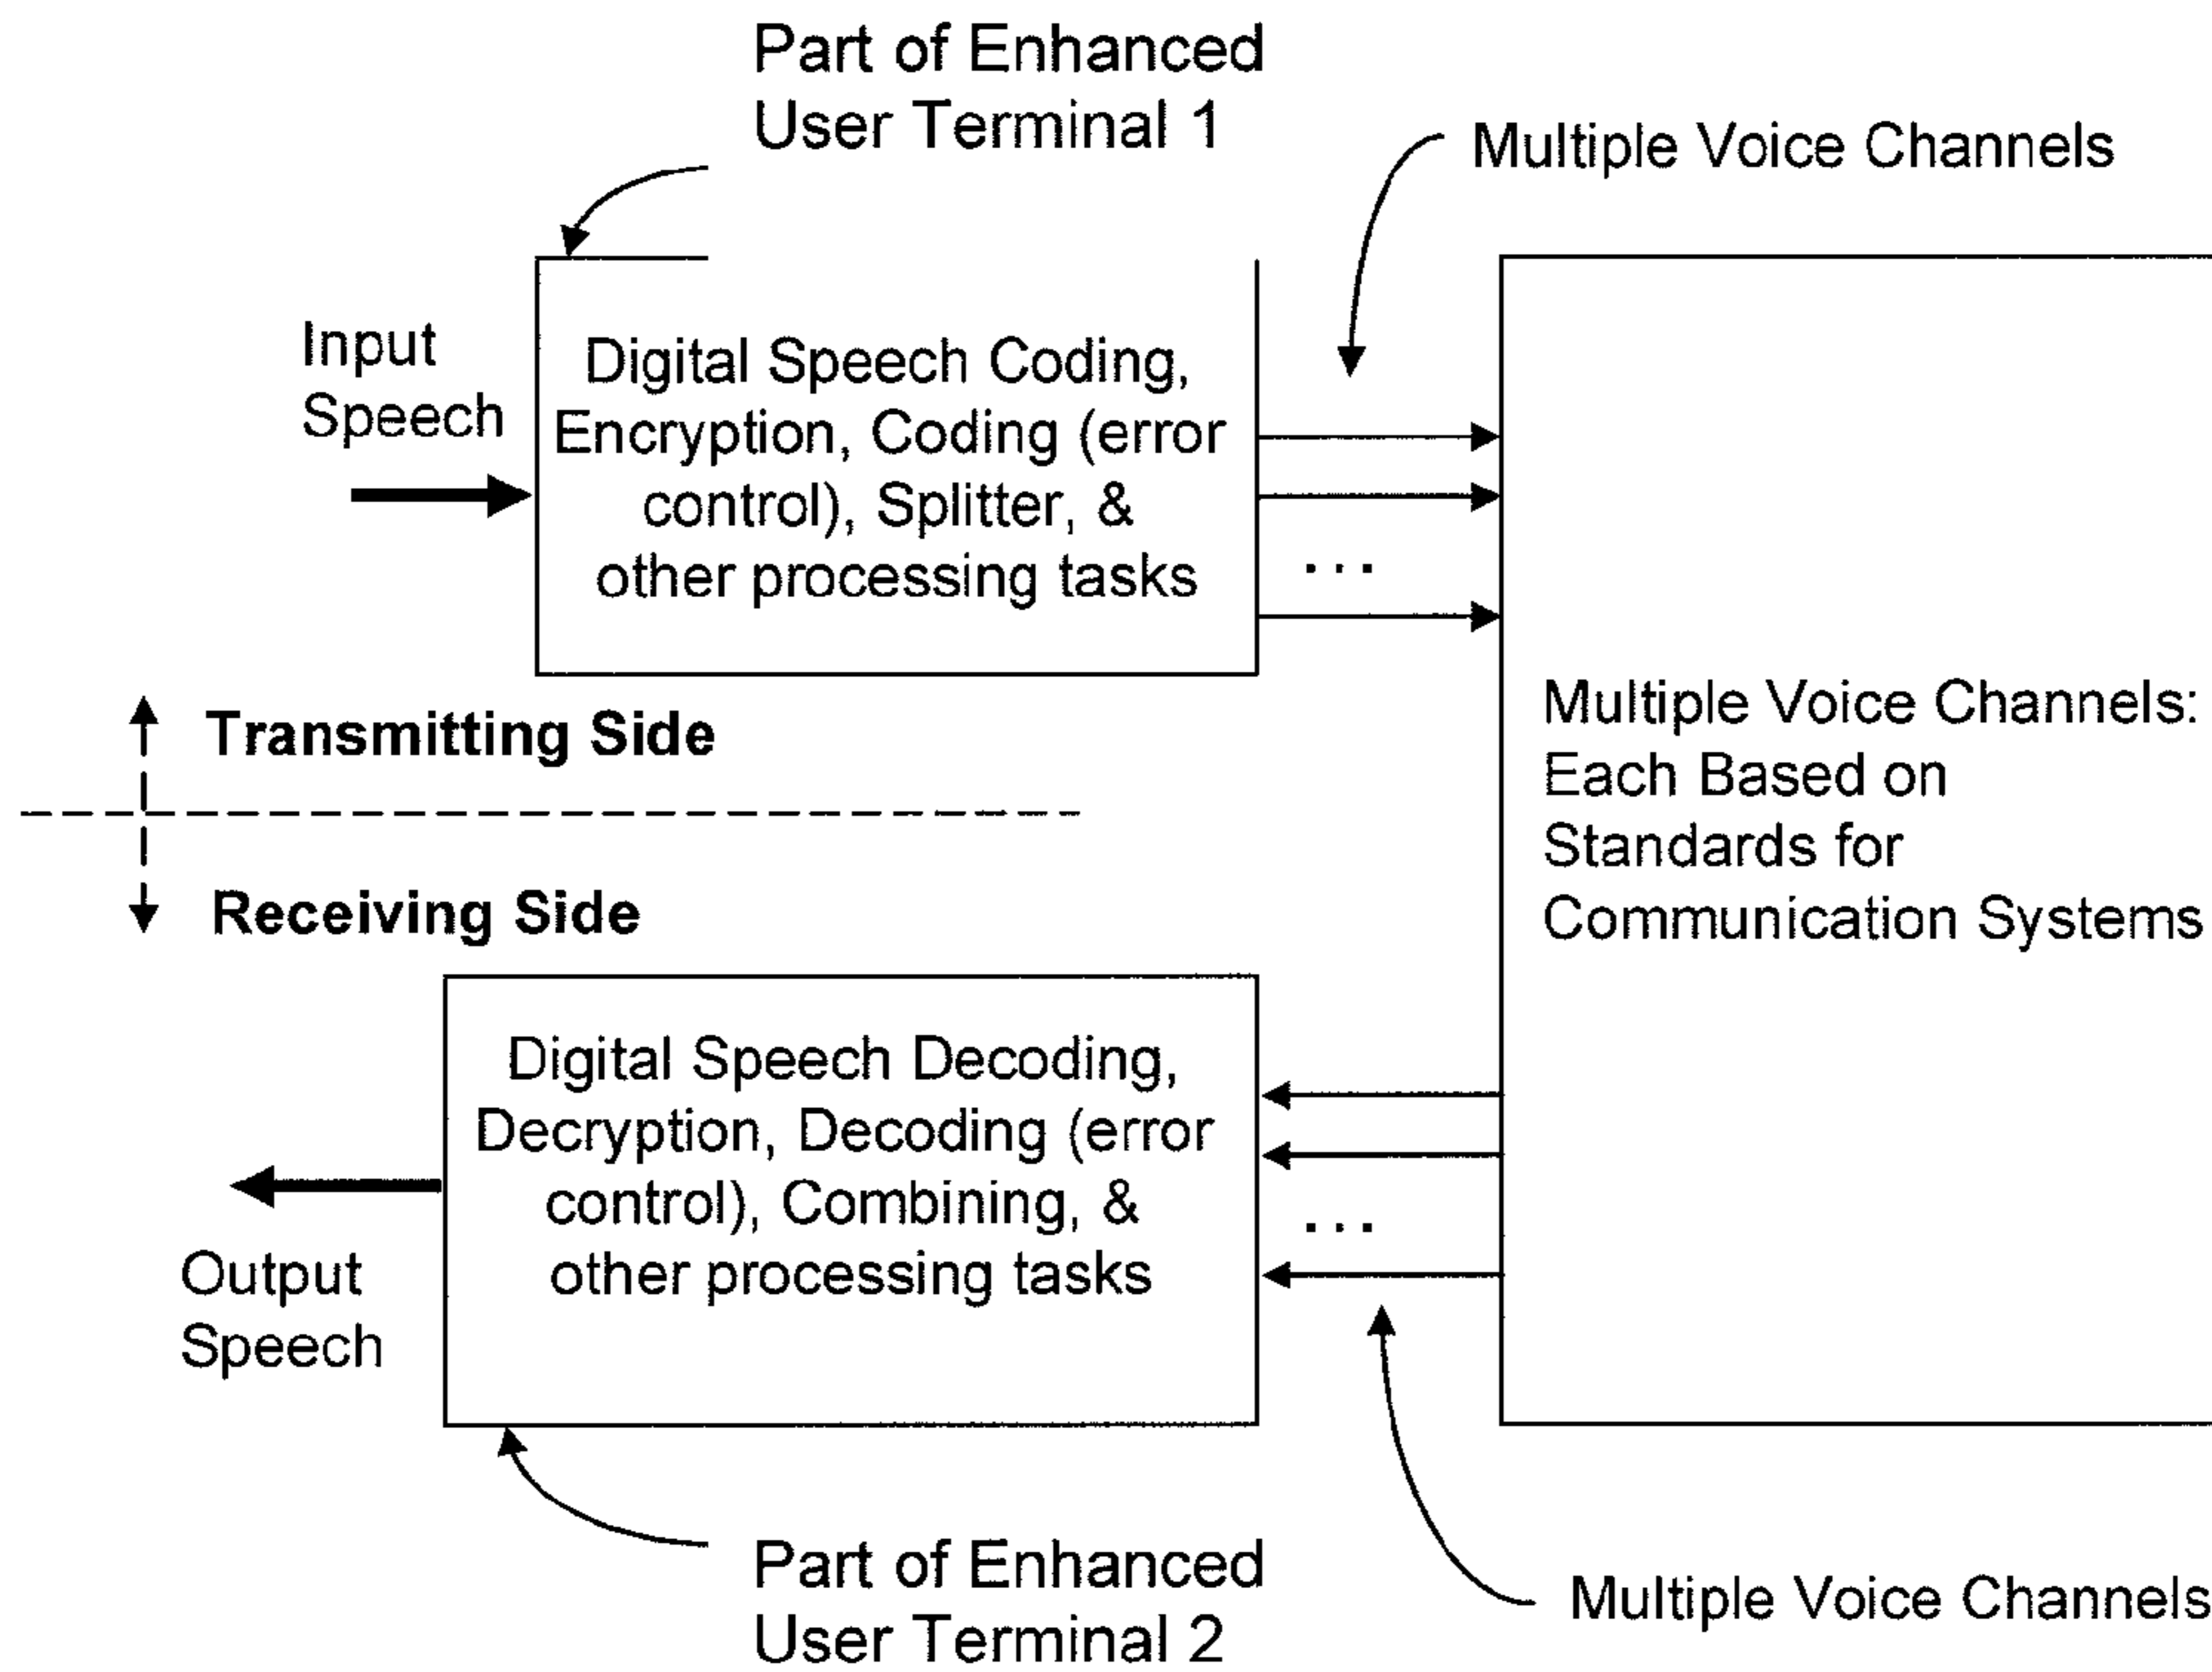 Part of Enhanced
User Terminal 1
Multiple Voice Channels
Input
Speech
Digital Speech Coding,
Encryption, Coding (error
control), Splitter, &
other processing tasks
...
Transmitting Side
Receiving Side
Multiple Voice Channels:
Each Based on
Standards for
Communication Systems
Digital Speech Decoding,
Decryption, Decoding (error
control), Combining, &
other processing tasks
...
Output
Speech
Part of Enhanced
User Terminal 2
Multiple Voice Channels